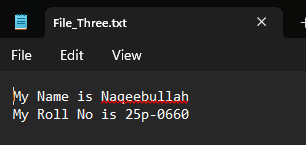 File_Three.txt
File Edit View
My Name is Naqeebullah
My Roll No is 25p-0660